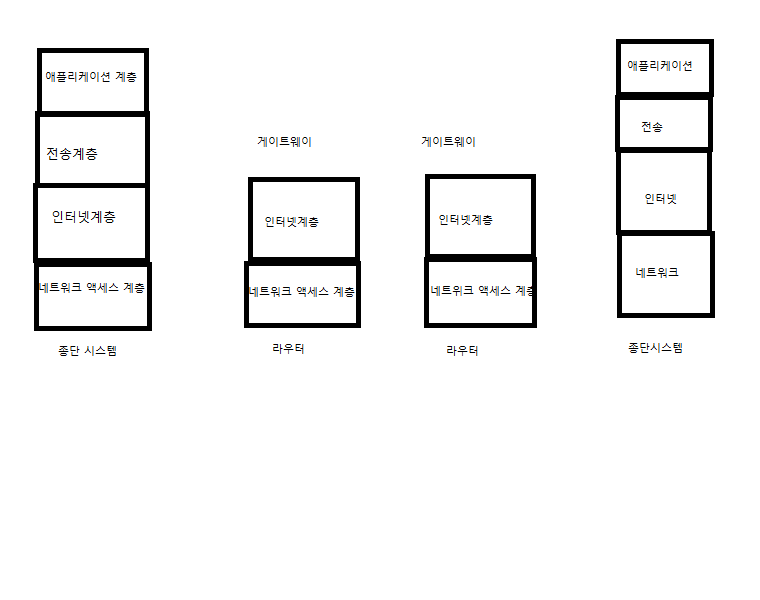 애플리케이션 계층
전송계층
인터넷계층
네트워크 액세스 계층
종단 시스템
게이트웨이
인터넷계층
네트워크 액세스 계층
라우터
게이트웨이
인터넷계층
네트워크 액세스 계층
라우터
애플리케이션
전송
인터넷
네트워크
종단시스템